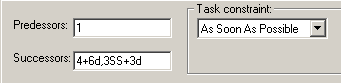 Task constraint:
Predessors: 1
As Soon As Possible
Successors: 4+6d,3SS+3d